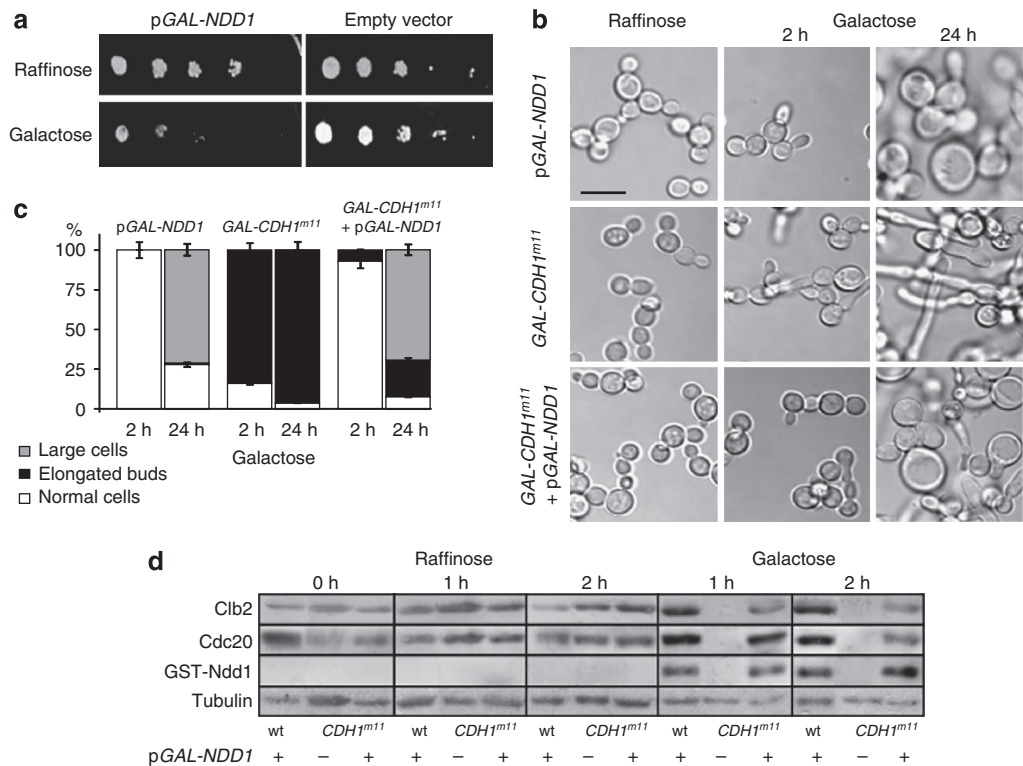 a
pGAL-NDD1 Empty vector
Raffinose
Galactose
b
Raffinose Galactose
2 h 24 h
pGAL-NDD1
GAL-CDH1m11
GAL-CDH1m11
+ pGAL-NDD1
c
% pGAL-NDD1 GAL-CDH1m11 GAL-CDH1m11
+ pGAL-NDD1
100
75
50
25
0
2 h 24 h 2 h 24 h 2 h 24 h
Galactose
Large cells
Elongated buds
Normal cells
d
Raffinose Galactose
0 h 1 h 2 h 1 h 2 h
Clb2
Cdc20
GST-Ndd1
Tubulin
wt CDH1m11 wt CDH1m11 wt CDH1m11 wt CDH1m11 wt CDH1m11
pGAL-NDD1 + − + + − + + − + + − + + − +